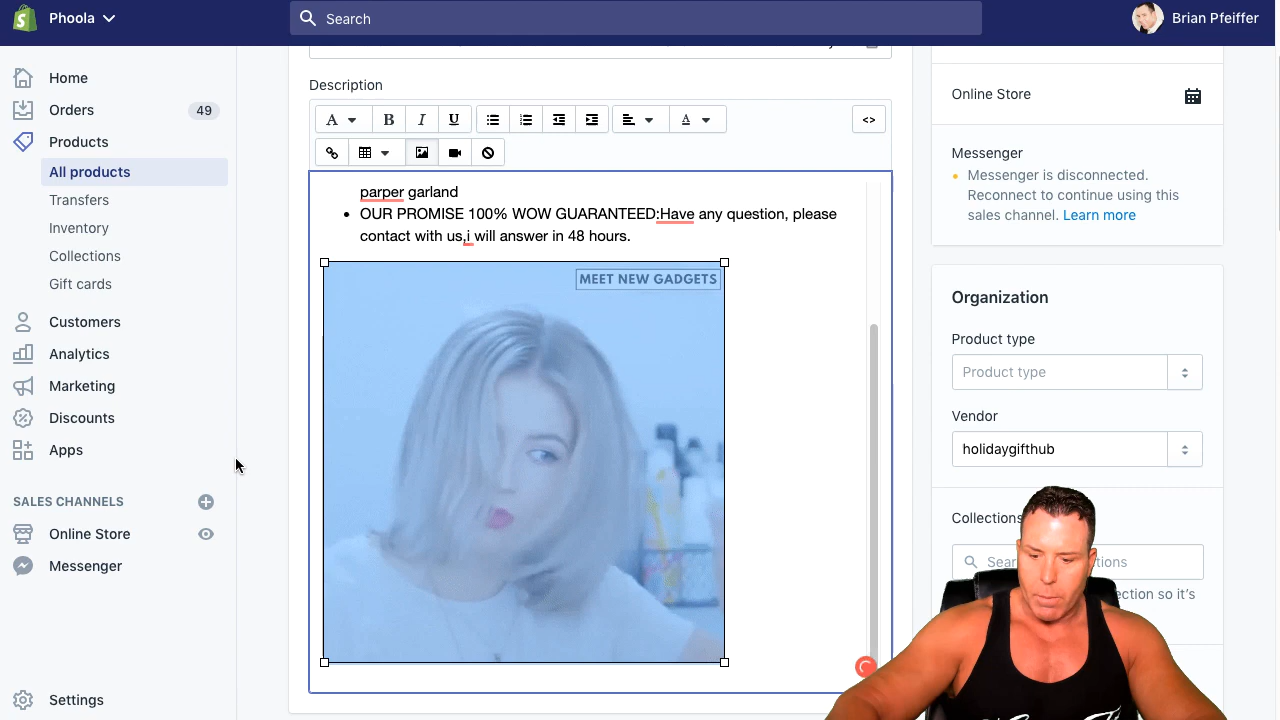 Phoola
Search
Brian Pfeiffer
Home
Orders 49
Products
All products
Transfers
Inventory
Collections
Gift cards
Customers
Analytics
Marketing
Discounts
Apps
SALES CHANNELS
Online Store
Messenger
Settings
Description
A
B I U
A
<>
parper garland
OUR PROMISE 100% WOW GUARANTEED:Have any question, please
contact with us,i will answer in 48 hours.
MEET NEW GADGETS
Online Store
Messenger
Messenger is disconnected.
Reconnect to continue using this
sales channel. Learn more
Organization
Product type
Product type
Vendor
holidaygifthub
Collections